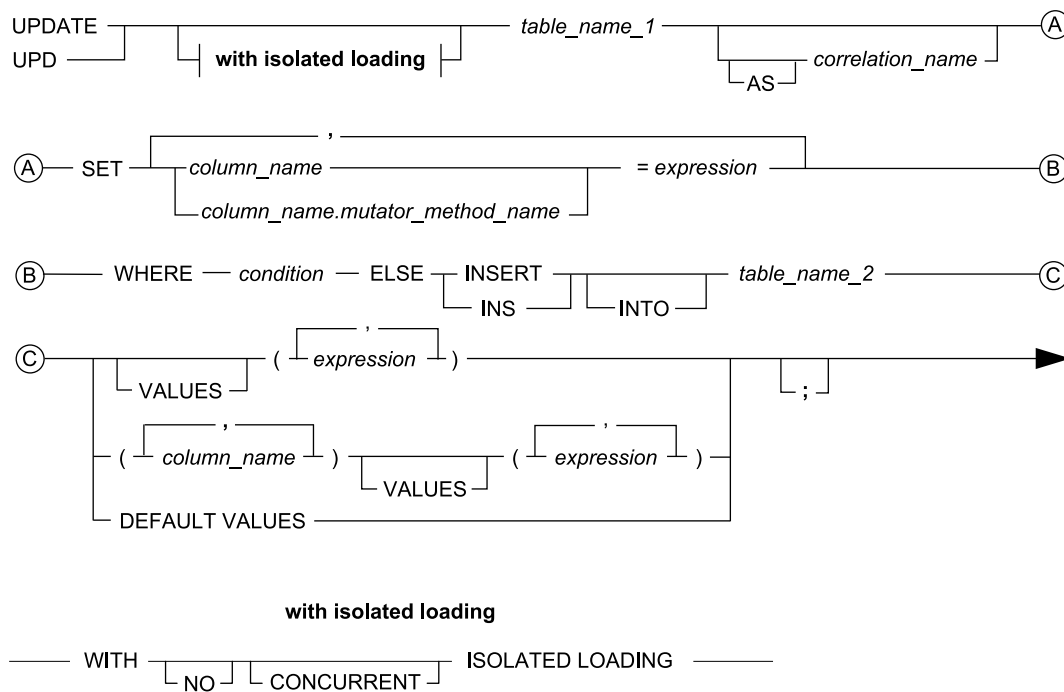 UPDATE table_name_1 A
UPD with isolated loading correlation_name
AS
,
A SET column_name = expression B
column_name.mutator_method_name
B WHERE condition ELSE INSERT table_name_2 C
INS INTO
,
C ( expression )
VALUES ;
, ,
( column_name ) ( expression )
VALUES
DEFAULT VALUES
with isolated loading
WITH ISOLATED LOADING
NO CONCURRENT